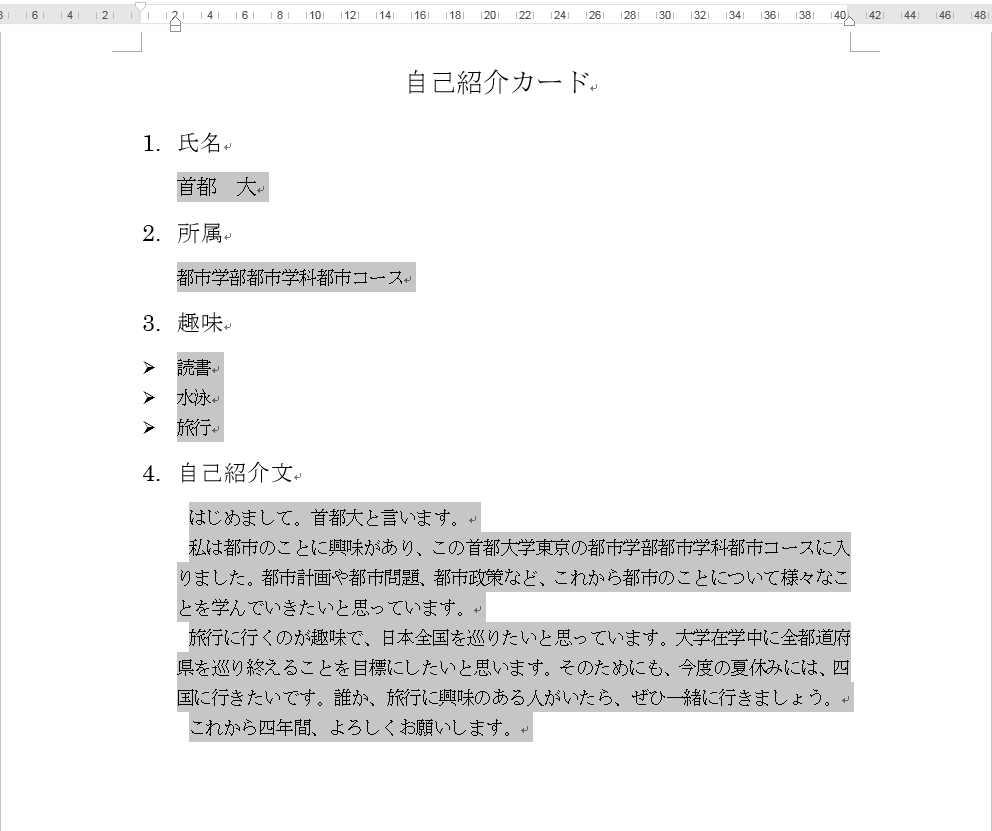 8 6 4 2 2 4 6 8 10 12 14 16 18 20 22 24 26 28 30 32 34 36 38 40 42 44 46 48
自己紹介カード
1. 氏名
首都　大
2. 所属
都市学部都市学科都市コース
3. 趣味
➢ 読書
➢ 水泳
➢ 旅行
4. 自己紹介文
はじめまして。首都大と言います。
私は都市のことに興味があり、この首都大学東京の都市学部都市学科都市コースに入
りました。都市計画や都市問題、都市政策など、これから都市のことについて様々なこ
とを学んでいきたいと思っています。
旅行に行くのが趣味で、日本全国を巡りたいと思っています。大学在学中に全都道府
県を巡り終えることを目標にしたいと思います。そのためにも、今度の夏休みには、四
国に行きたいです。誰か、旅行に興味のある人がいたら、ぜひ一緒に行きましょう。
これから四年間、よろしくお願いします。